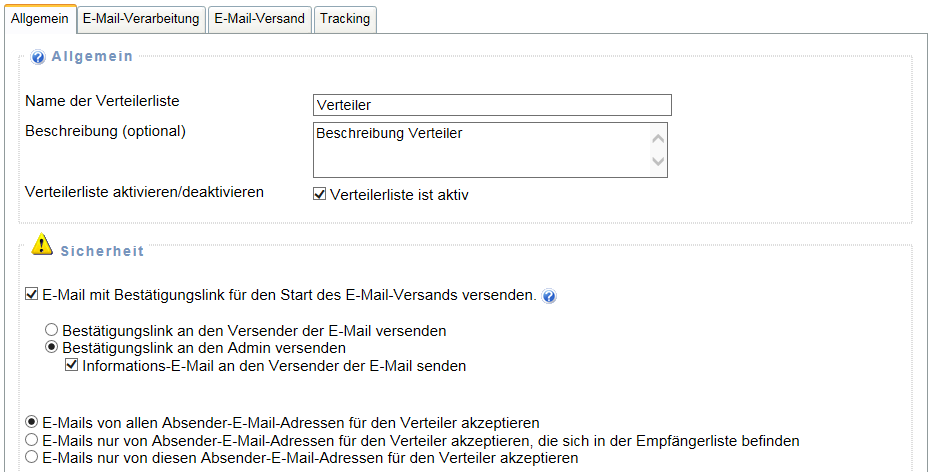 Allgemein E-Mail-Verarbeitung E-Mail-Versand Tracking
Allgemein
Name der Verteilerliste Verteiler
Beschreibung (optional) Beschreibung Verteiler
Verteilerliste aktivieren/deaktivieren Verteilerliste ist aktiv
Sicherheit
E-Mail mit Bestätigungslink für den Start des E-Mail-Versands versenden.
Bestätigungslink an den Versender der E-Mail versenden
Bestätigungslink an den Admin versenden
Informations-E-Mail an den Versender der E-Mail senden
E-Mails von allen Absender-E-Mail-Adressen für den Verteiler akzeptieren
E-Mails nur von Absender-E-Mail-Adressen für den Verteiler akzeptieren, die sich in der Empfängerliste befinden
E-Mails nur von diesen Absender-E-Mail-Adressen für den Verteiler akzeptieren